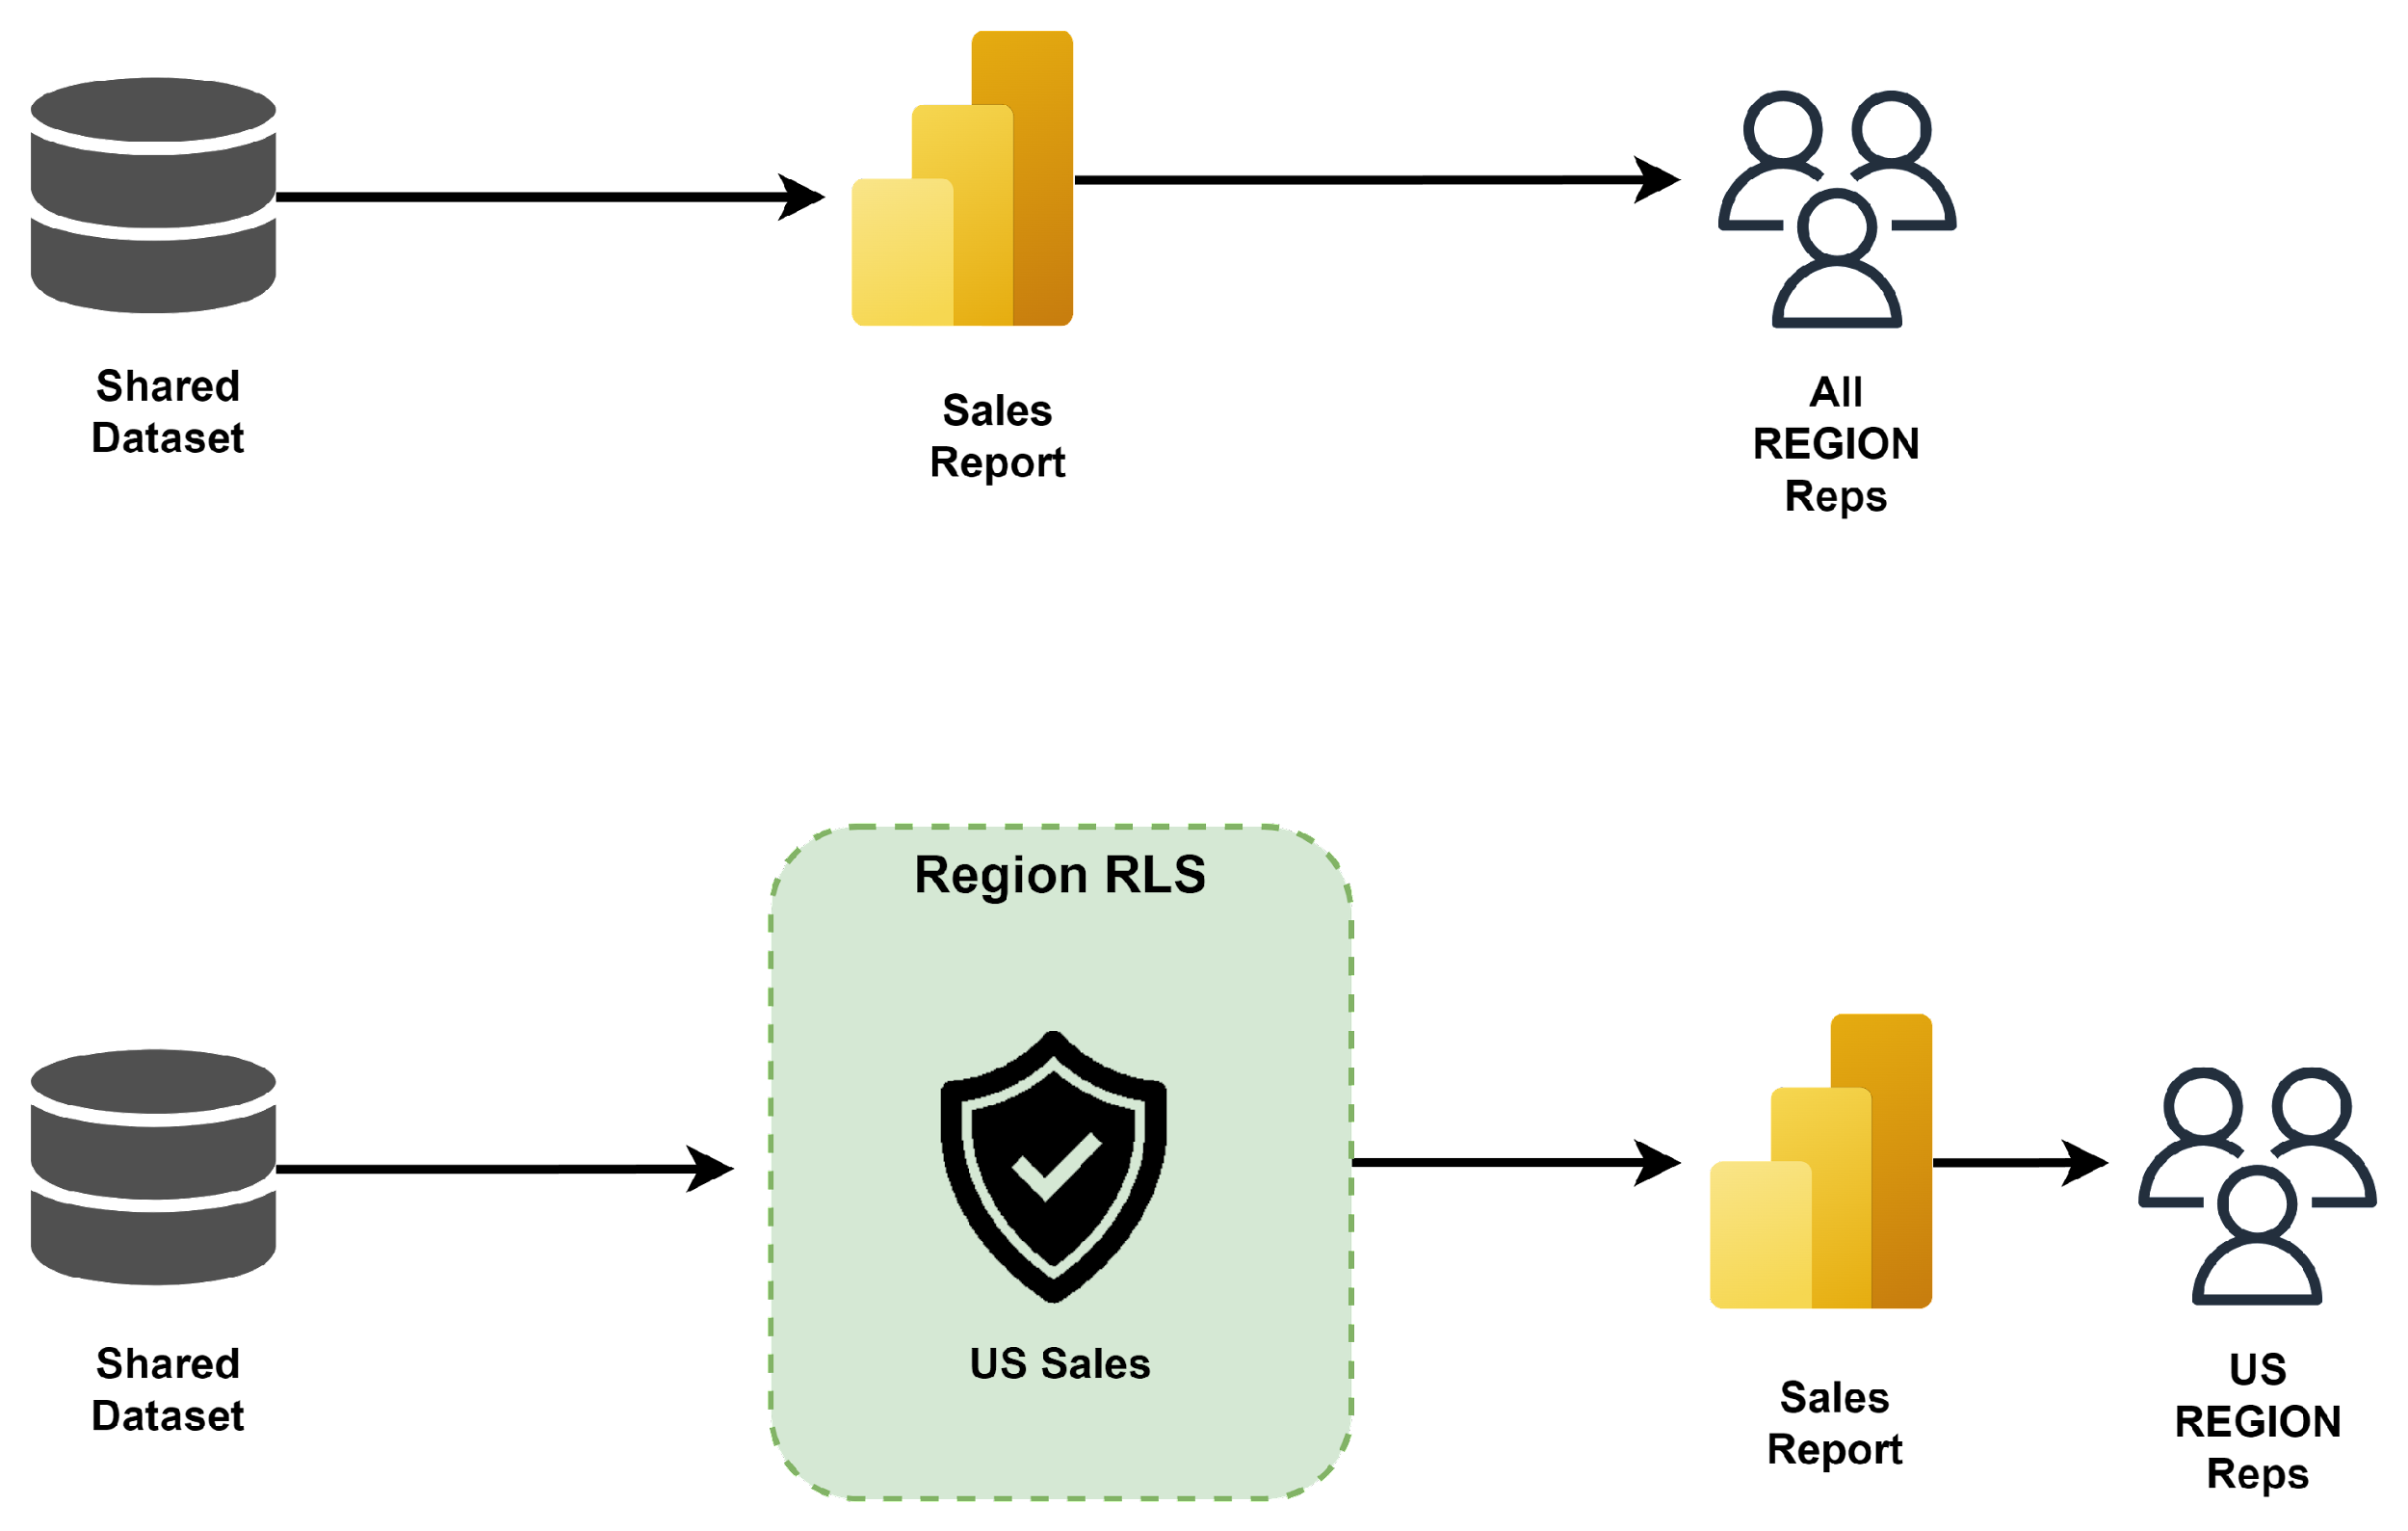 Shared
Dataset
Sales
Report
All
REGION
Reps
Region RLS
US Sales
Shared
Dataset
Sales
Report
US
REGION
Reps